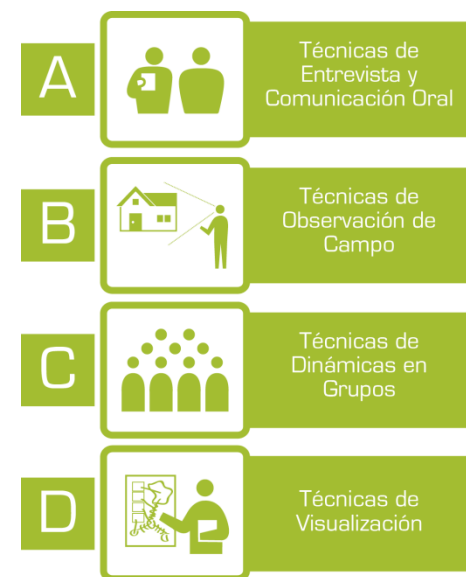 A
Técnicas de
Entrevista y
Comunicación Oral
B
Técnicas de
Observación de
Campo
C
Técnicas de
Dinámicas en
Grupos
D
Técnicas de
Visualización